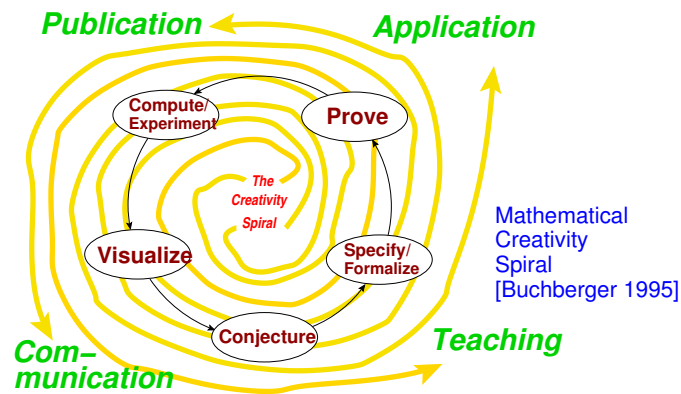 Publication
Application
Compute/
Experiment
Prove
The
Creativity
Spiral
Visualize
Specify/
Formalize
Conjecture
Mathematical
Creativity
Spiral
[Buchberger 1995]
Com–
munication
Teaching